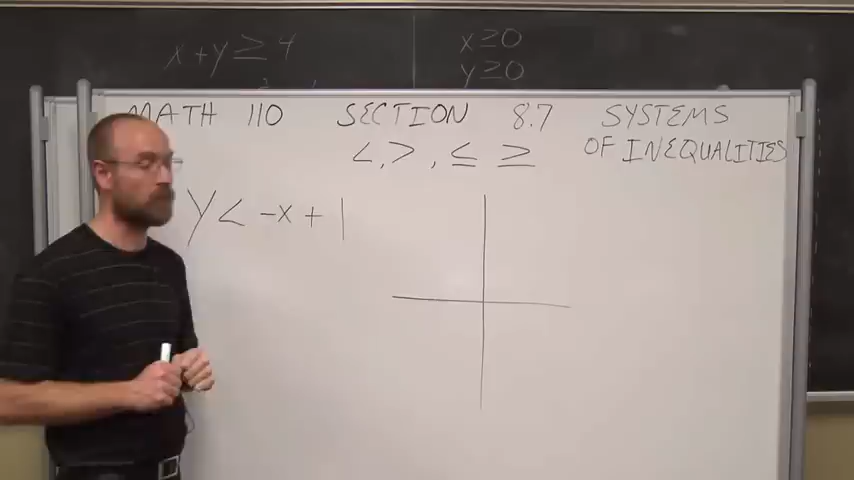 x+y≥4
x≥0
y≥0
MATH 110 SECTION 8.7 SYSTEMS
<,>,≤ ≥ OF INEQUALITIES
y< -x + 1